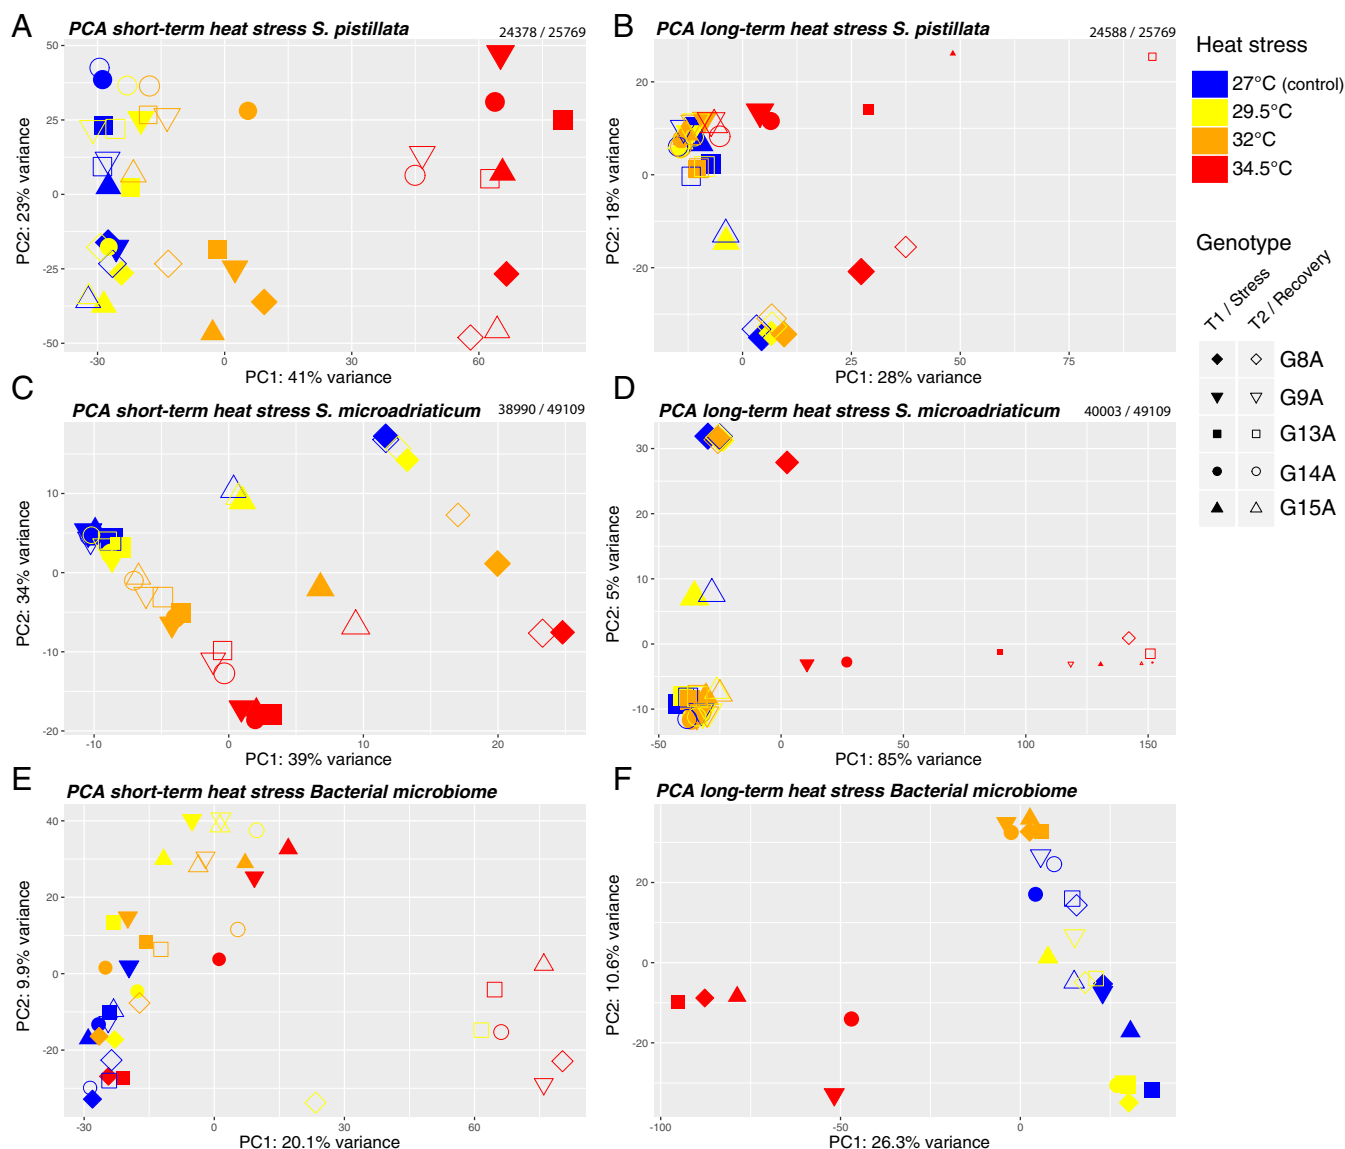 A
PCA short-term heat stress S. pistillata
24378 / 25769
50
25
0
-25
-50
PC2: 23% variance
-30
0
30
60
PC1: 41% variance
B
PCA long-term heat stress S. pistillata
24588 / 25769
20
0
-20
PC2: 18% variance
0
25
50
75
PC1: 28% variance
Heat stress
27°C (control)
29.5°C
32°C
34.5°C
Genotype
T1 / Stress
T2 / Recovery
G8A
G9A
G13A
G14A
G15A
C
PCA short-term heat stress S. microadriaticum
38990 / 49109
10
0
-10
-20
PC2: 34% variance
-10
0
10
20
PC1: 39% variance
D
PCA long-term heat stress S. microadriaticum
40003 / 49109
30
20
10
0
-10
PC2: 5% variance
-50
0
50
100
150
PC1: 85% variance
E
PCA short-term heat stress Bacterial microbiome
40
20
0
-20
PC2: 9.9% variance
-30
0
30
60
PC1: 20.1% variance
F
PCA long-term heat stress Bacterial microbiome
20
0
-20
PC2: 10.6% variance
-100
-50
0
PC1: 26.3% variance